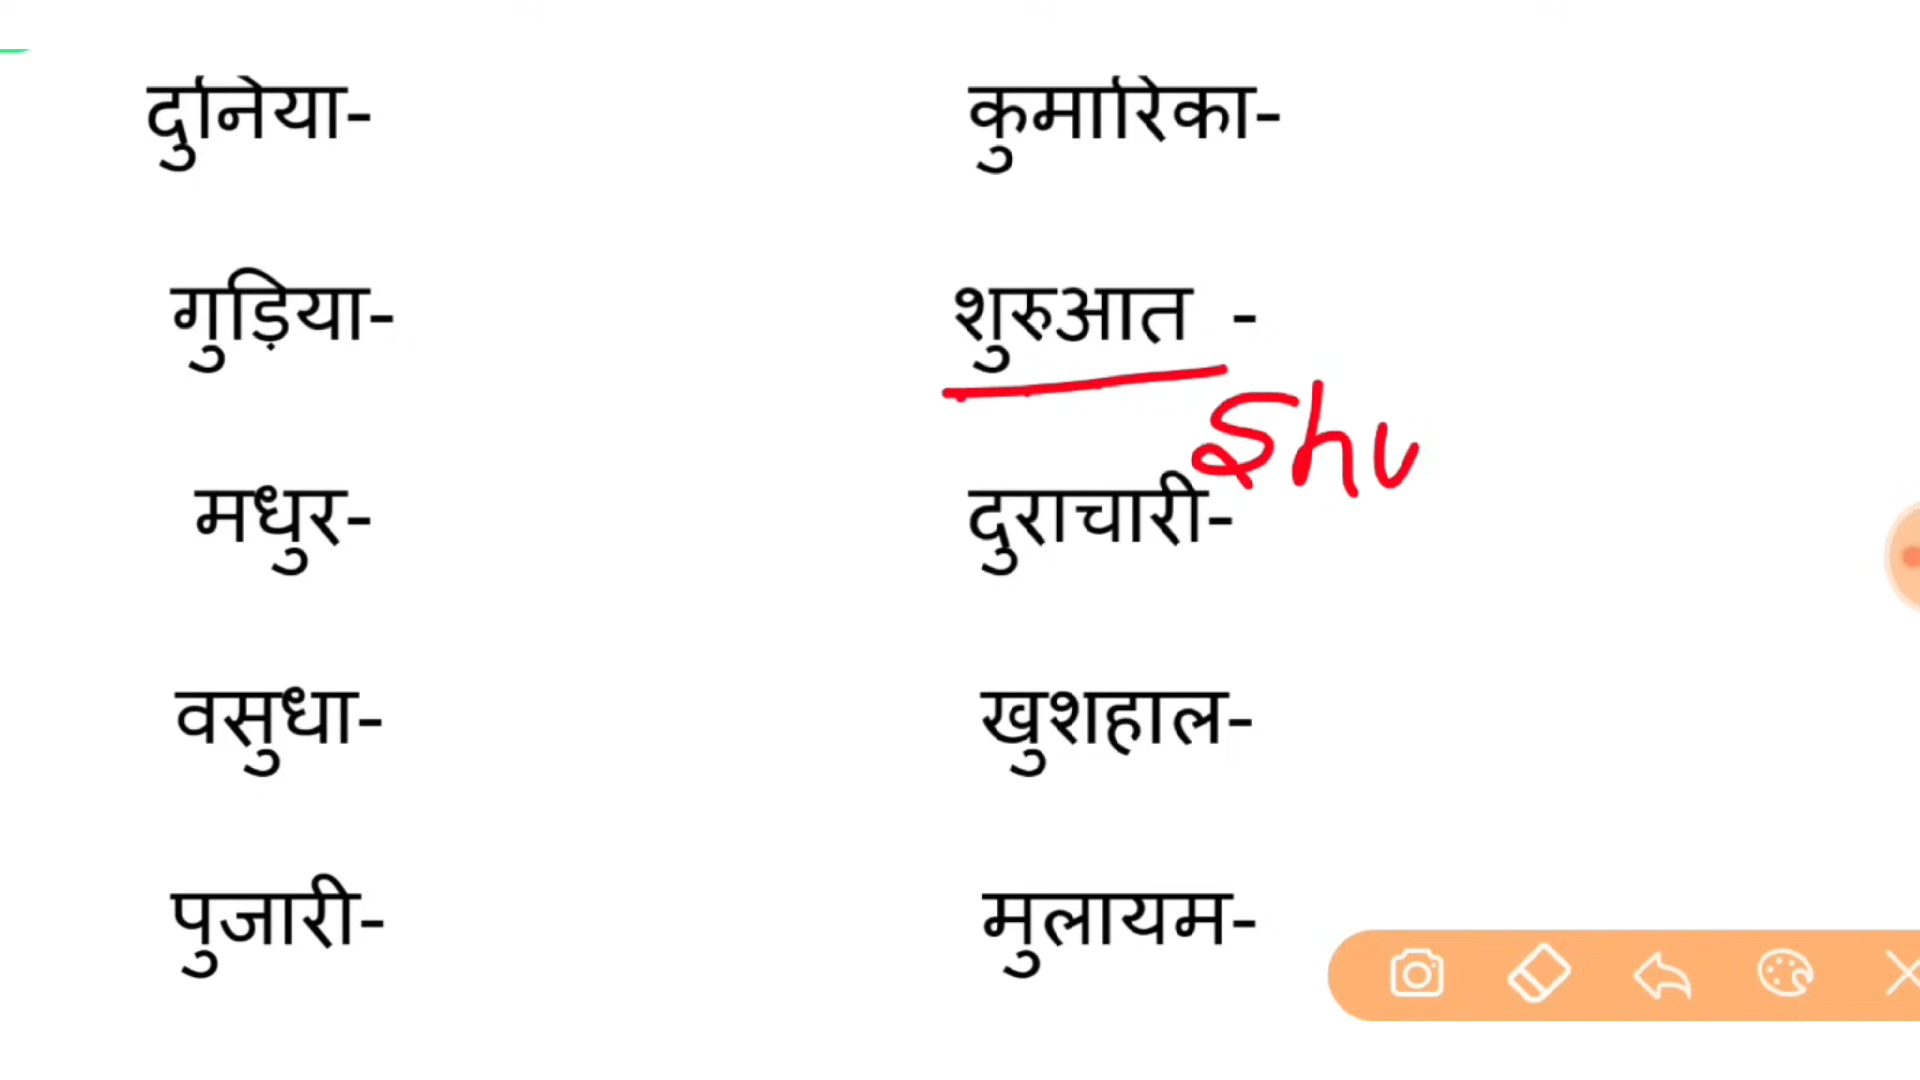 दुनिया- कुमारिका-
गुड़िया- शुरुआत -
Shu
मधुर- दुराचारी-
वसुधा- खुशहाल-
पुजारी- मुलायम-